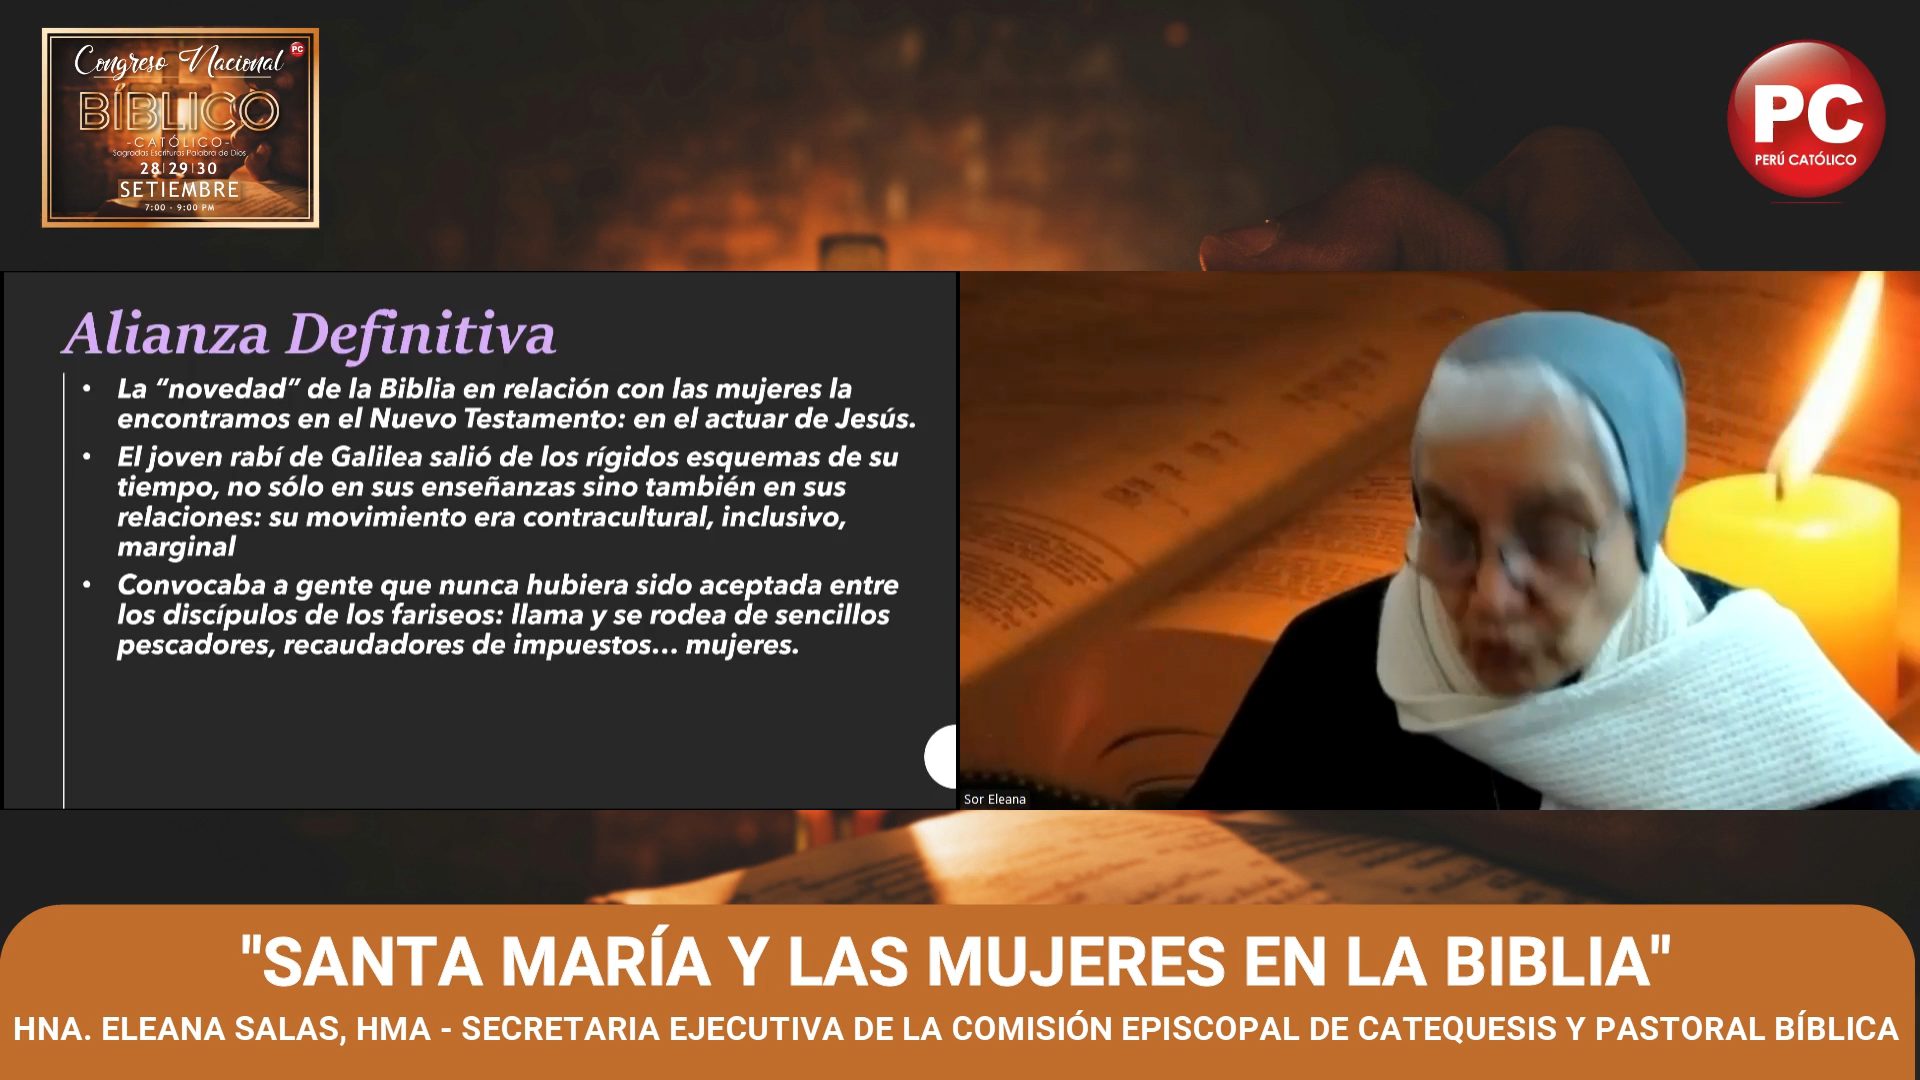 Congreso Nacional
PC
BÍBLICO
-CATÓLICO-
Sagradas Escrituras Palabra de Dios
28|29|30
SETIEMBRE
7:00 - 9:00 PM
PC
PERÚ CATÓLICO
Alianza Definitiva
• La “novedad” de la Biblia en relación con las mujeres la
encontramos en el Nuevo Testamento: en el actuar de Jesús.
• El joven rabí de Galilea salió de los rígidos esquemas de su
tiempo, no sólo en sus enseñanzas sino también en sus
relaciones: su movimiento era contracultural, inclusivo,
marginal
• Convocaba a gente que nunca hubiera sido aceptada entre
los discípulos de los fariseos: llama y se rodea de sencillos
pescadores, recaudadores de impuestos... mujeres.
Sor Eleana
"SANTA MARÍA Y LAS MUJERES EN LA BIBLIA"
HNA. ELEANA SALAS, HMA - SECRETARIA EJECUTIVA DE LA COMISIÓN EPISCOPAL DE CATEQUESIS Y PASTORAL BÍBLICA